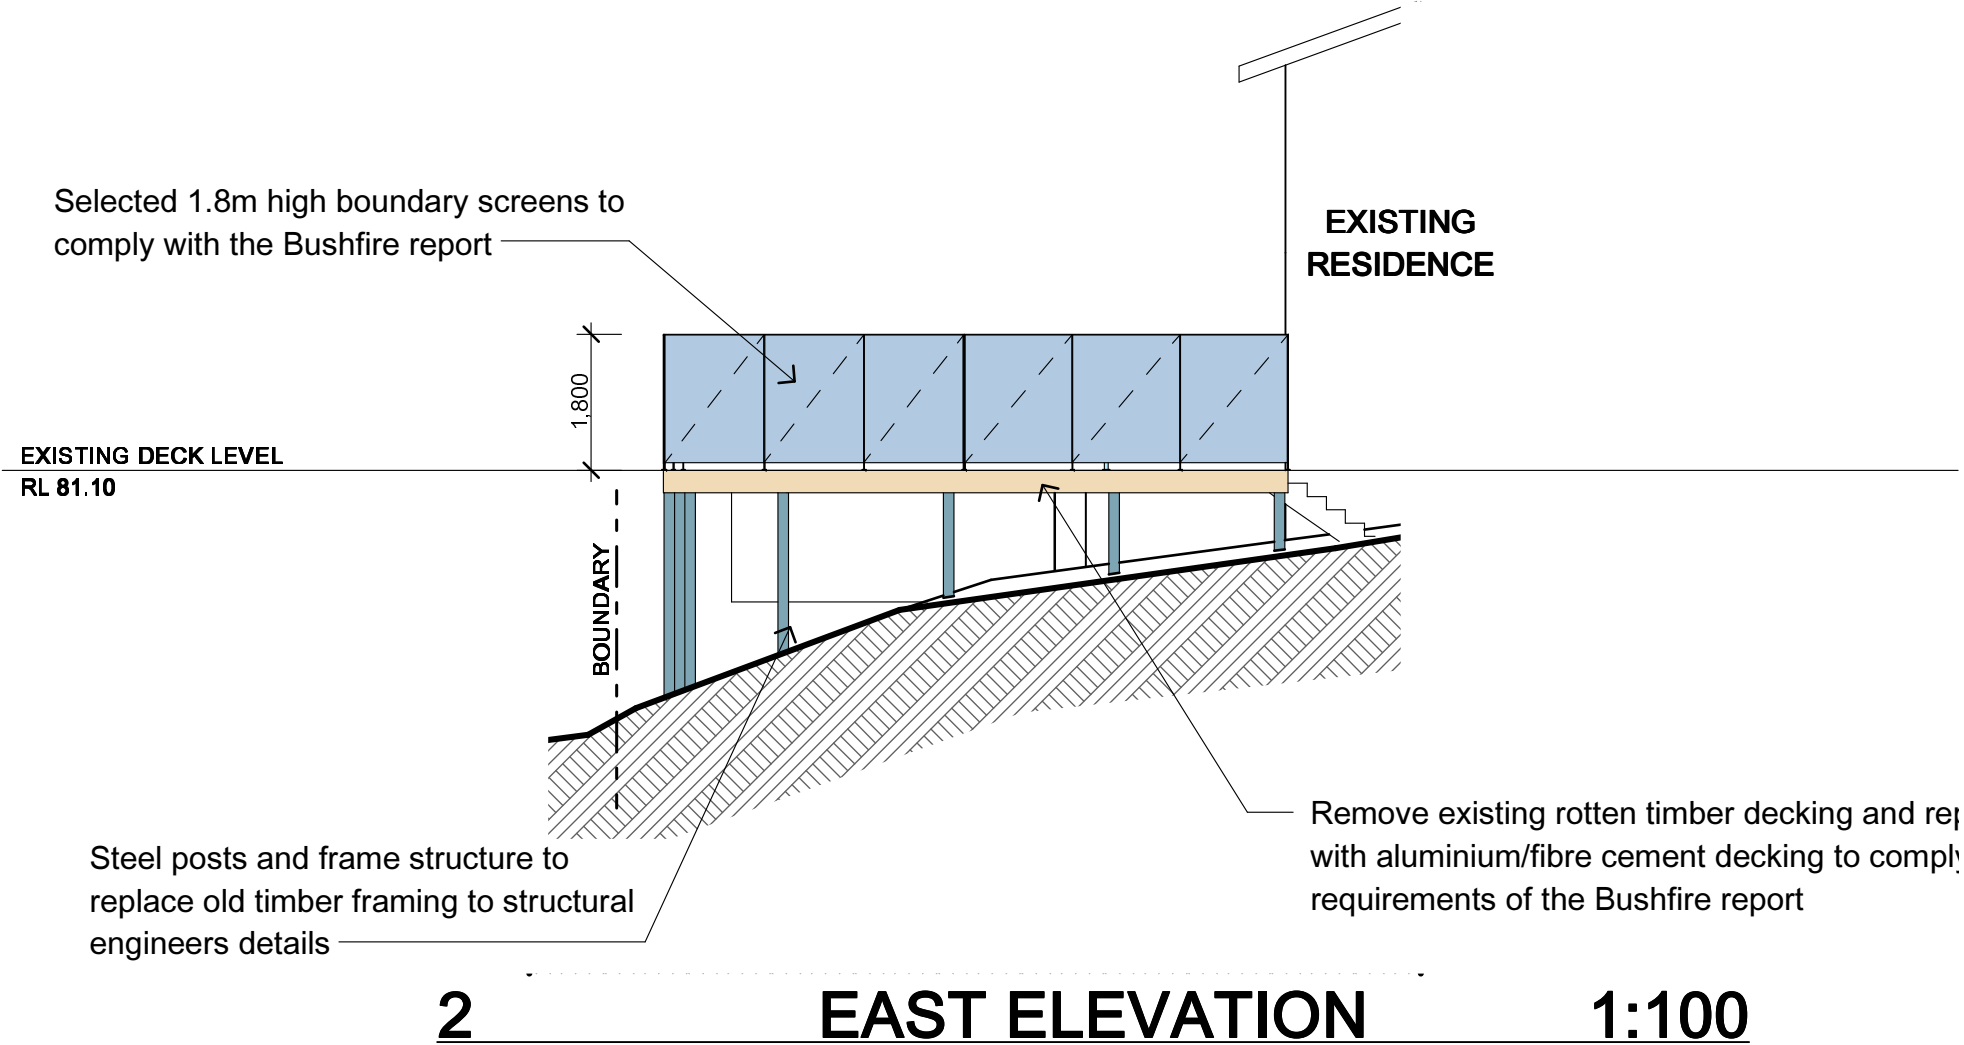 Selected 1.8m high boundary screens to
comply with the Bushfire report
EXISTING
RESIDENCE
1,800
EXISTING DECK LEVEL
RL 81.10
BOUNDARY
Remove existing rotten timber decking and
with aluminium/fibre cement decking to comply
requirements of the Bushfire report
Steel posts and frame structure to
replace old timber framing to structural
engineers details
2 EAST ELEVATION 1:100